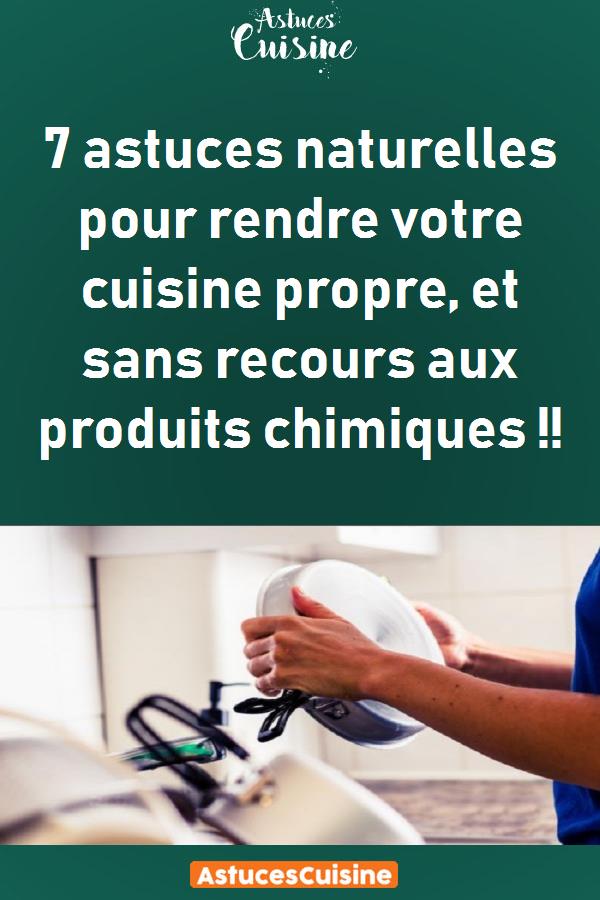 Astuces
Cuisine
7 astuces naturelles
pour rendre votre
cuisine propre, et
sans recours aux
produits chimiques !!
AstucesCuisine